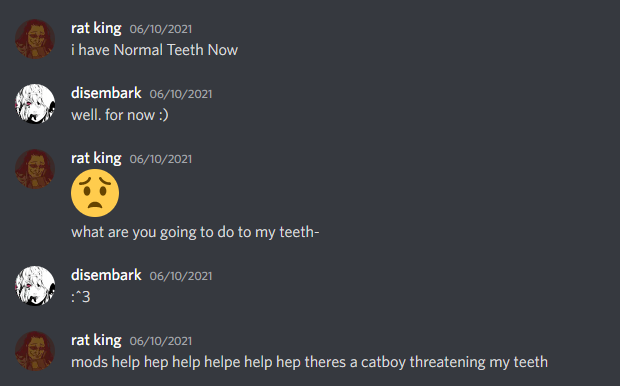 rat king 06/10/2021
i have Normal Teeth Now
disembark 06/10/2021
well. for now :)
rat king 06/10/2021
what are you going to do to my teeth-
disembark 06/10/2021
:^3
rat king 06/10/2021
mods help hep help helpe help hep theres a catboy threatening my teeth